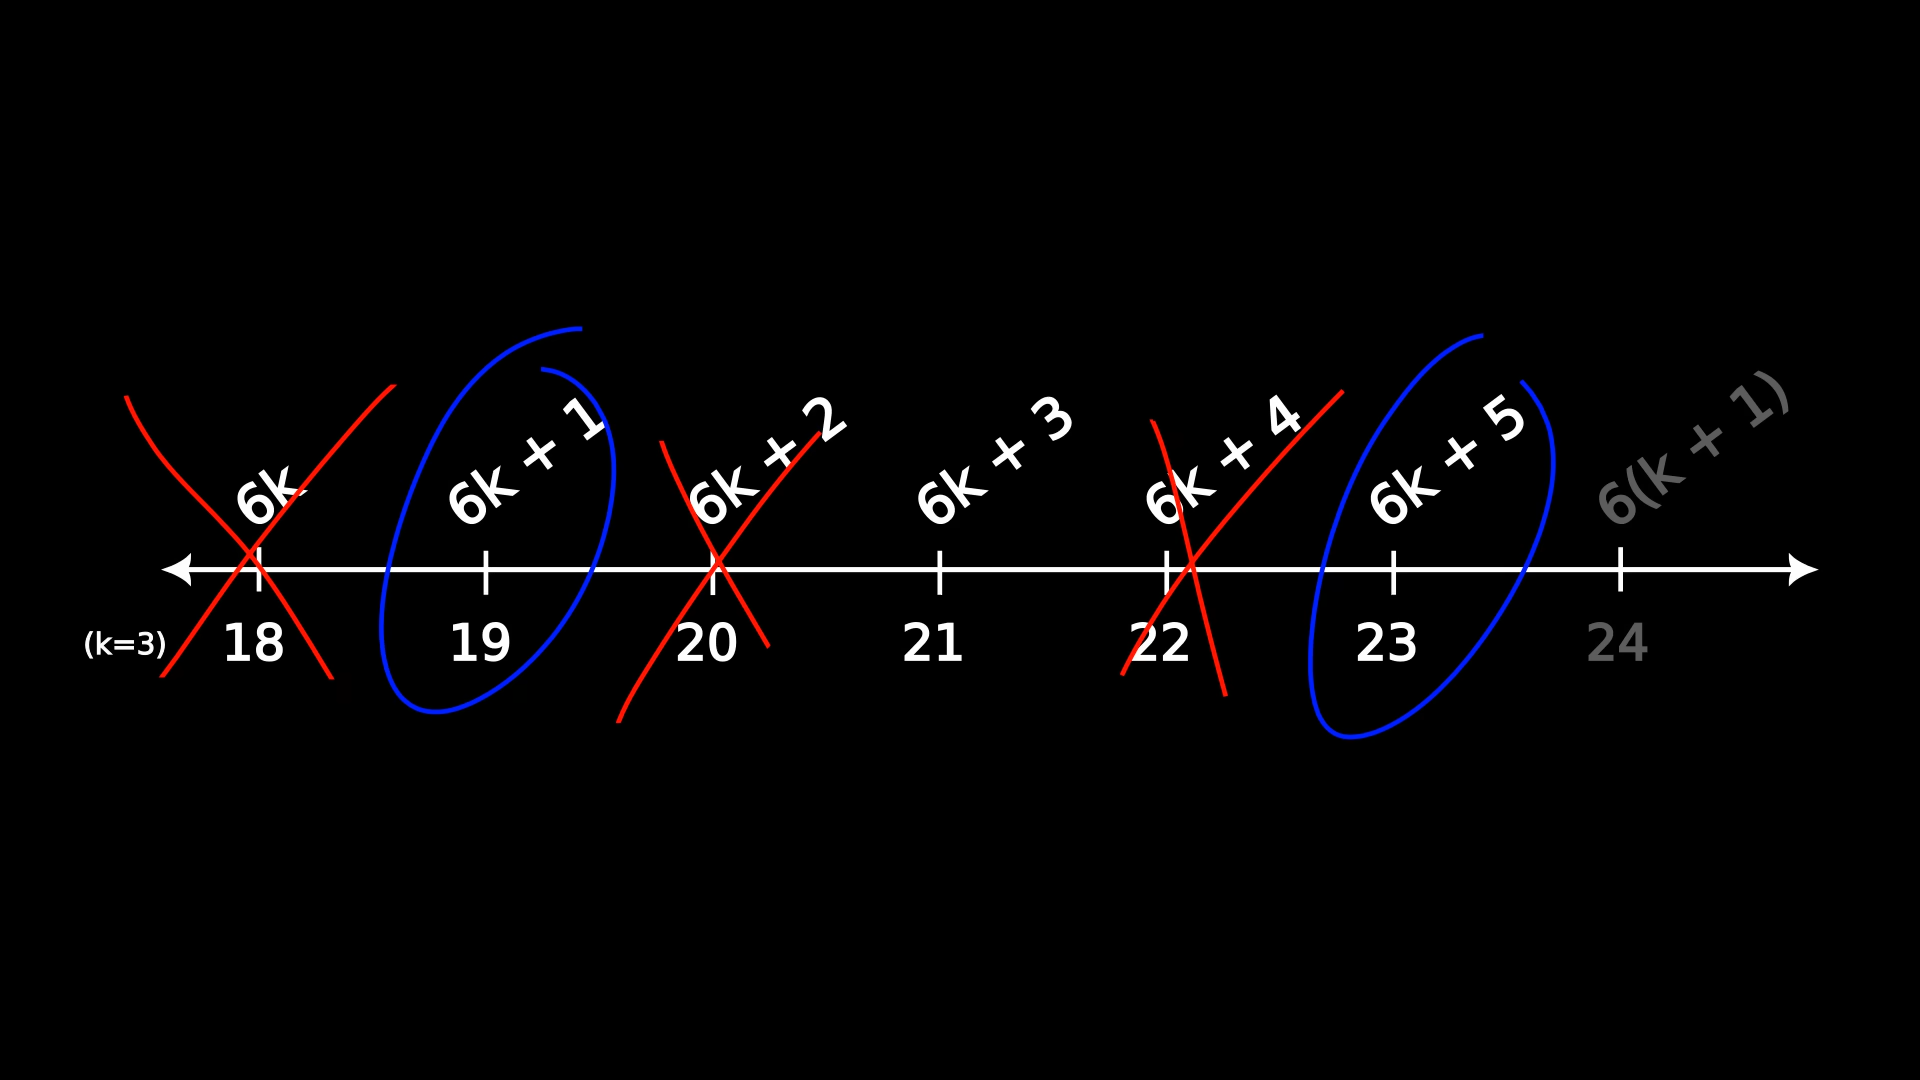 6k 6k + 1 6k + 2 6k + 3 6k + 4 6k + 5 6(k + 1)
(k=3) 18 19 20 21 22 23 24